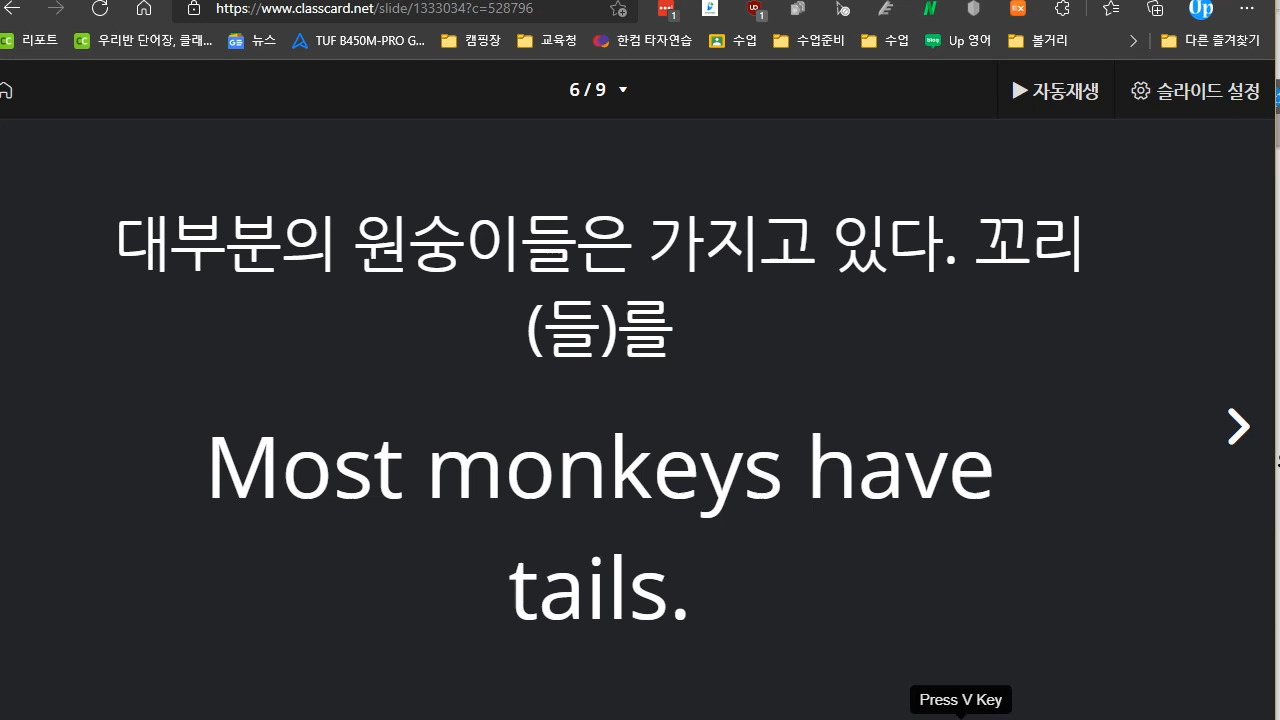 https://www.classcard.net/slide/1333034?c=528796
리포트 우리반 단어장, 클래... 뉴스 TUF B450M-PRO G... 캠핑장 교육청 한컴 타자연습 수업 수업준비 수업 Up 영어 볼거리 다른 즐겨찾기
6 / 9 자동재생 슬라이드 설정
대부분의 원숭이들은 가지고 있다. 꼬리
(들)를
Most monkeys have
tails.
Press V Key